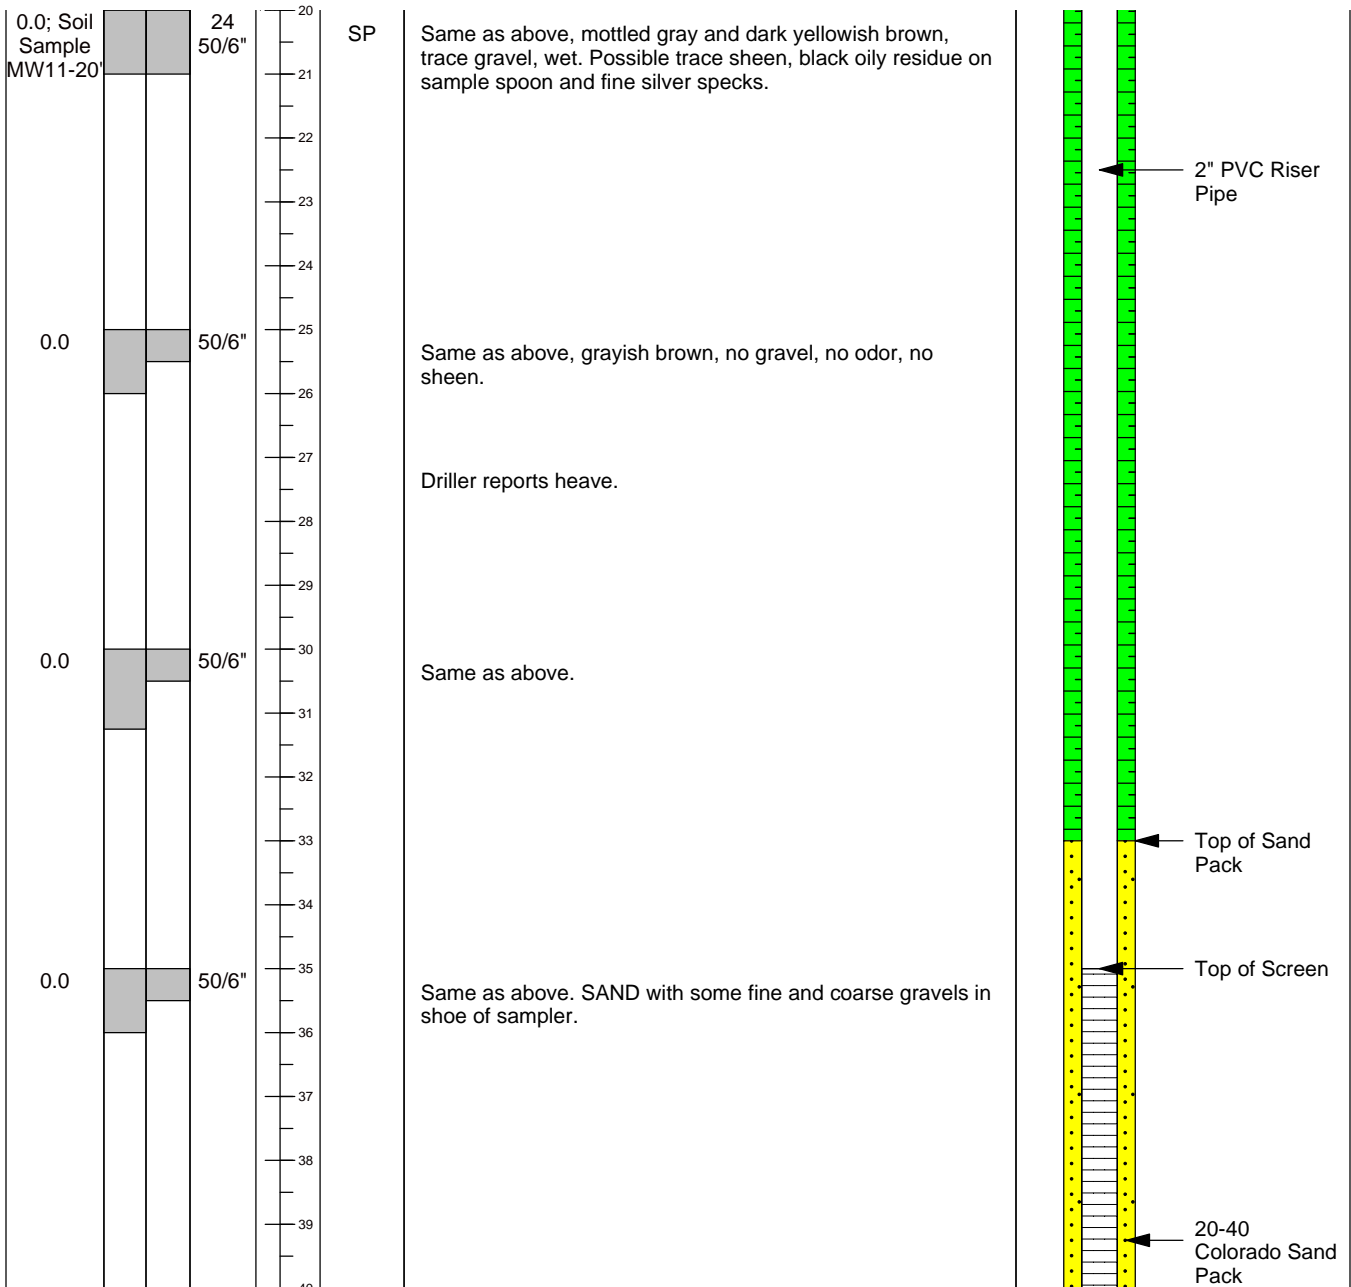 0.0; Soil
Sample
MW11-20'
24
50/6"
20
SP
Same as above, mottled gray and dark yellowish brown,
trace gravel, wet. Possible trace sheen, black oily residue on
sample spoon and fine silver specks.
21
22
2" PVC Riser
Pipe
23
24
25
0.0
50/6"
Same as above, grayish brown, no gravel, no odor, no
sheen.
26
27
Driller reports heave.
28
29
30
0.0
50/6"
Same as above.
31
32
33
Top of Sand
Pack
34
35
0.0
50/6"
Top of Screen
Same as above. SAND with some fine and coarse gravels in
shoe of sampler.
36
37
38
39
20-40
Colorado Sand
Pack
40